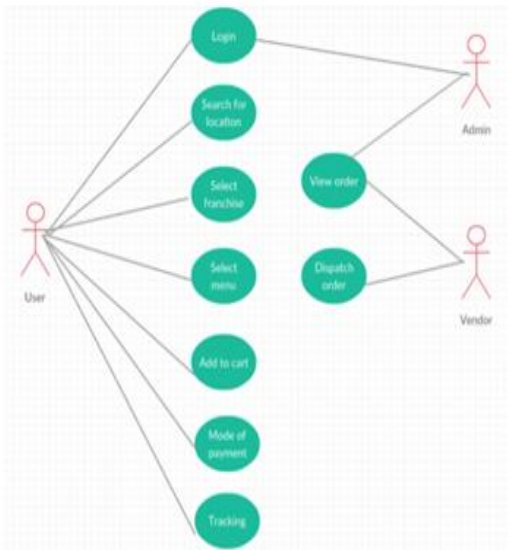 Login
Search for
location
Admin
Select
franchise
View order
User
Select
menu
Dispatch
order
Vendor
Add to cart
Mode of
payment
Tracking